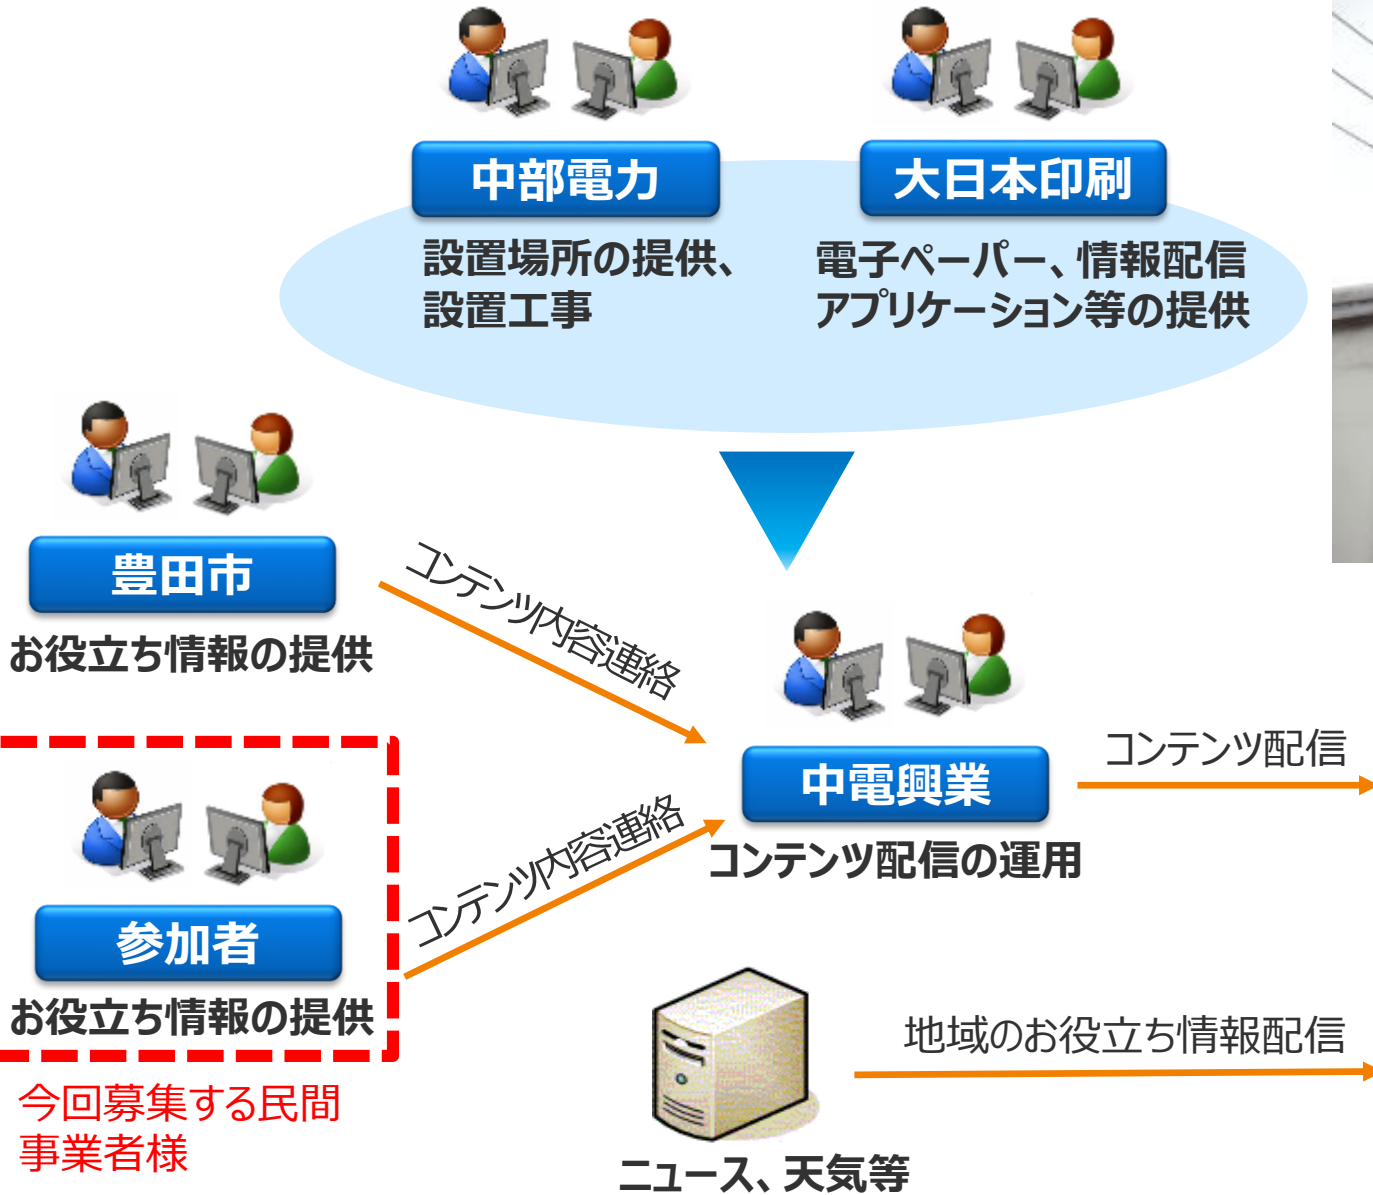 中部電力
大日本印刷
設置場所の提供、
設置工事
電子ペーパー、情報配信
アプリケーション等の提供
豊田市
お役立ち情報の提供
コンテンツ内容連絡
中電興業
コンテンツ配信の運用
コンテンツ配信
参加者
お役立ち情報の提供
コンテンツ内容連絡
今回募集する民間
事業者様
地域のお役立ち情報配信
ニュース、天気等